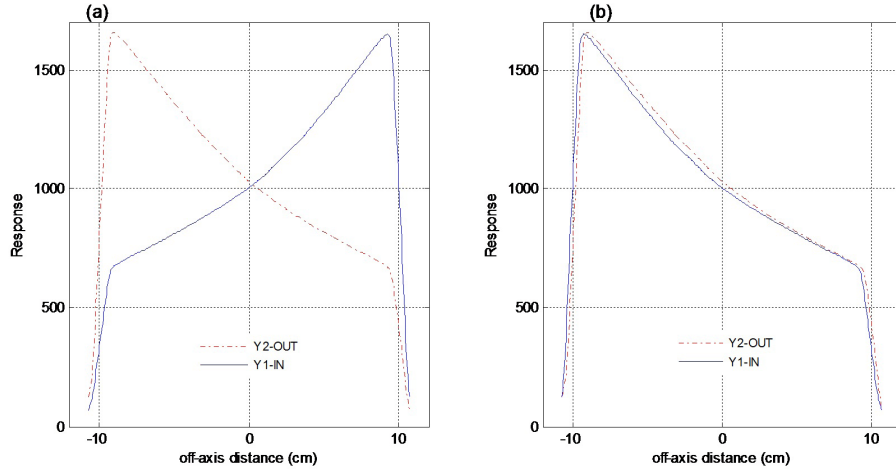 (a)
1500
1000
500
0
Response
Y2-OUT
Y1-IN
-10
0
10
off-axis distance (cm)
(b)
1500
1000
500
0
Response
Y2-OUT
Y1-IN
-10
0
10
off-axis distance (cm)